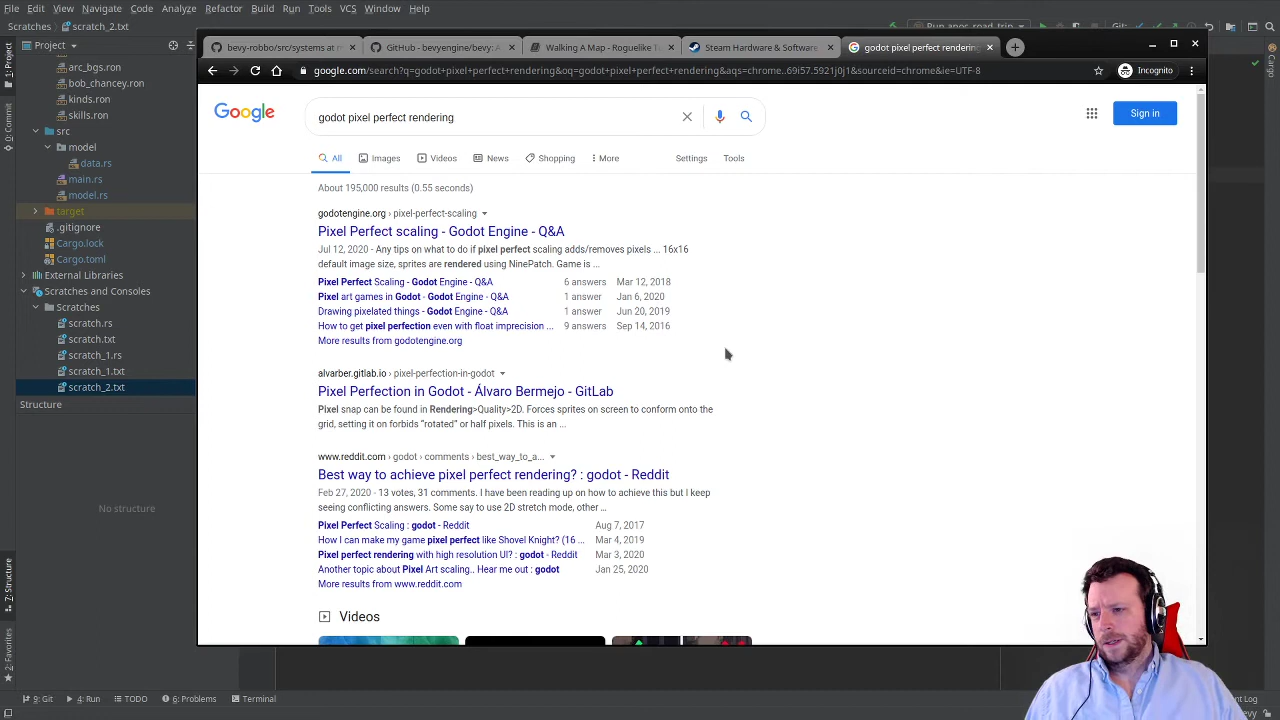 File Edit View Navigate Code Analyze Refactor Build Run Tools VCS Window Help
Scratches scratch_2.txt
Git:
1: Project
Commit
7: Structure
2: Favorites
Cargo
Project
arc_bgs.ron
bob_chancery.ron
kinds.ron
skills.ron
src
model
data.rs
main.rs
model.rs
target
.gitignore
Cargo.lock
Cargo.toml
External Libraries
Scratches and Consoles
Scratches
scratch.rs
scratch.txt
scratch_1.rs
scratch_1.txt
scratch_2.txt
Structure
No structure
bevy-robbo/src/systems at m
GitHub - bevyengine/bevy: A
Walking A Map - Roguelike T
Steam Hardware & Software
godot pixel perfect rendering
google.com/search?q=godot+pixel+perfect+rendering&oq=godot+pixel+perfect+rendering&aqs=chrome..69i57.5921j0j1&sourceid=chrome&ie=UTF-8
Incognito
Google
godot pixel perfect rendering
Sign in
All Images Videos News Shopping More Settings Tools
About 195,000 results (0.55 seconds)
godotengine.org › pixel-perfect-scaling
Pixel Perfect scaling - Godot Engine - Q&A
Jul 12, 2020 - Any tips on what to do if pixel perfect scaling adds/removes pixels ... 16x16
default image size, sprites are rendered using NinePatch. Game is ...
Pixel Perfect Scaling - Godot Engine - Q&A 6 answers Mar 12, 2018
Pixel art games in Godot - Godot Engine - Q&A 1 answer Jan 6, 2020
Drawing pixelated things - Godot Engine - Q&A 1 answer Jun 20, 2019
How to get pixel perfection even with float imprecision ... 9 answers Sep 14, 2016
More results from godotengine.org
alvarber.gitlab.io › pixel-perfection-in-godot
Pixel Perfection in Godot - Álvaro Bermejo - GitLab
Pixel snap can be found in Rendering>Quality>2D. Forces sprites on screen to conform onto the
grid, setting it on forbids “rotated” or half pixels. This is an ...
www.reddit.com › godot › comments › best_way_to_a...
Best way to achieve pixel perfect rendering? : godot - Reddit
Feb 27, 2020 - 13 votes, 31 comments. I have been reading up on how to achieve this but I keep
seeing conflicting answers. Some say to use 2D stretch mode, other ...
Pixel Perfect Scaling : godot - Reddit Aug 7, 2017
How I can make my game pixel perfect like Shovel Knight? (16 ... Mar 4, 2019
Pixel perfect rendering with high resolution UI? : godot - Reddit Mar 3, 2020
Another topic about Pixel Art scaling.. Hear me out : godot Jan 25, 2020
More results from www.reddit.com
Videos
9: Git 4: Run TODO 6: Problems Terminal